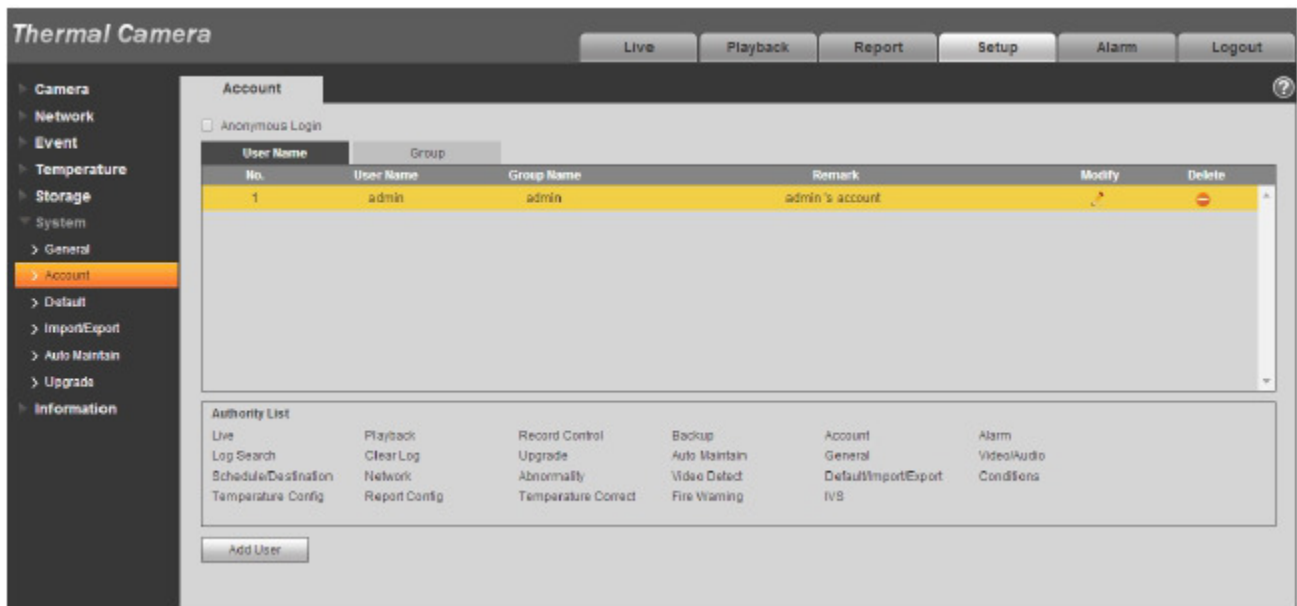 Thermal Camera
Live Playback Report Setup Alarm Logout
Camera
Network
Event
Temperature
Storage
System
General
Account
Default
Import/Export
Auto Maintain
Upgrade
Information
Account
?
Anonymous Login
User Name Group
No. User Name Group Name Remark Modify Delete
1 admin admin admin 's account
Authority List
Live Playback Record Control Backup Account Alarm
Log Search Clear Log Upgrade Auto Maintain General Video/Audio
Schedule/Destination Network Abnormality Video Detect Default/Import/Export Conditions
Temperature Config Report Config Temperature Correct Fire Warning IVS
Add User